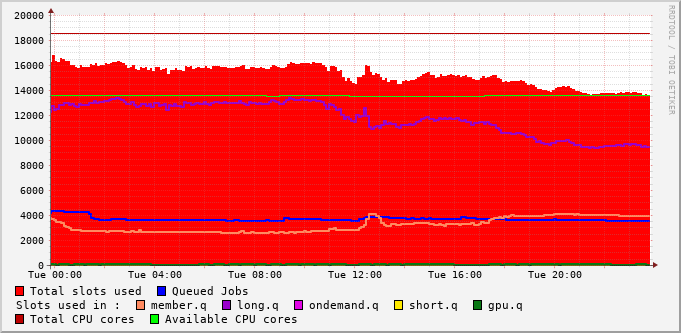 RRDTOOL / TOBI OETIKER
20000
18000
16000
14000
12000
10000
8000
6000
4000
2000
0
Tue 00:00 Tue 04:00 Tue 08:00 Tue 12:00 Tue 16:00 Tue 20:00
Total slots used Queued Jobs
Slots used in : member.q long.q ondemand.q short.q gpu.q
Total CPU cores Available CPU cores